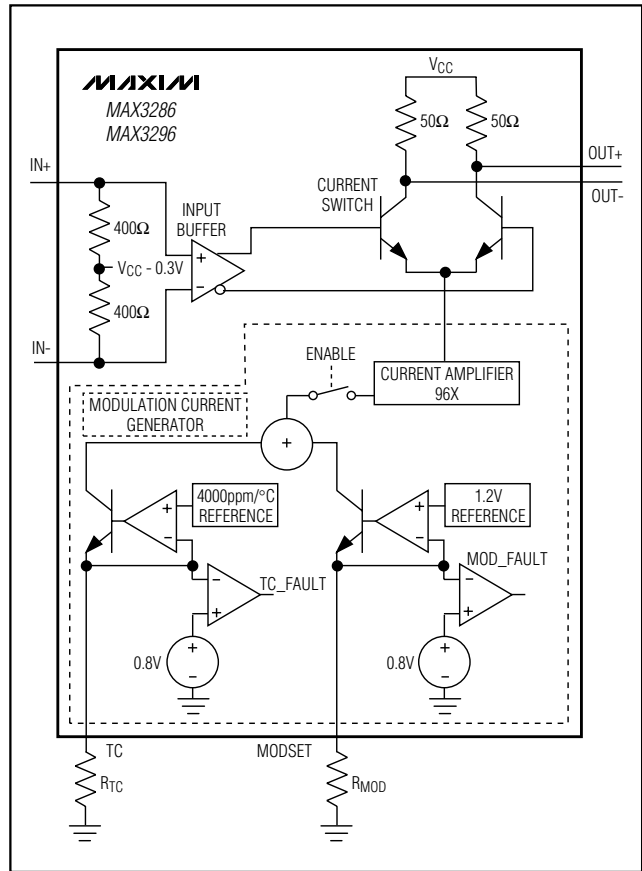 MAXIM
MAX3286
MAX3296
VCC
50Ω
50Ω
IN+
OUT+
OUT-
CURRENT
SWITCH
INPUT
BUFFER
400Ω
+
VCC - 0.3V
−
400Ω
IN-
ENABLE
CURRENT AMPLIFIER
96X
MODULATION CURRENT
GENERATOR
+
4000ppm/°C
REFERENCE
+
−
1.2V
REFERENCE
+
−
TC_FAULT
−
+
MOD_FAULT
−
+
0.8V
+
−
0.8V
+
−
TC
MODSET
RTC
RMOD